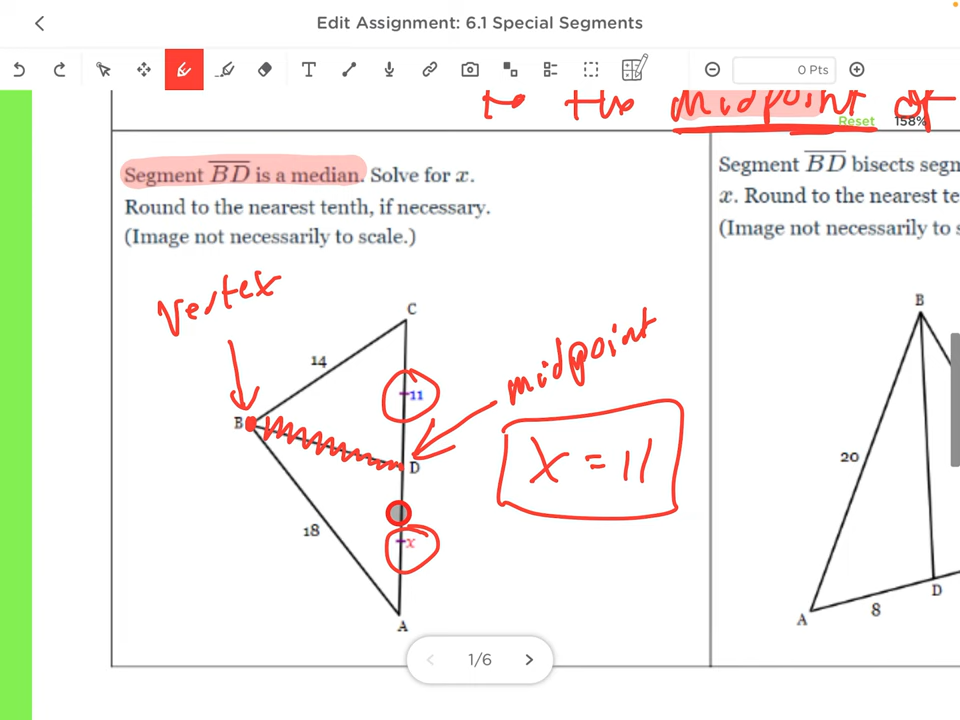 Edit Assignment: 6.1 Special Segments
T
0 Pts
to the midpoint of
Reset
158%
Segment BD is a median. Solve for x.
Round to the nearest tenth, if necessary.
(Image not necessarily to scale.)
Vertex
C
14
11
midpoint
B
D
x = 11
18
x
A
Segment BD bisects segm
x. Round to the nearest te
(Image not necessarily to s
B
20
D
A
8
1/6